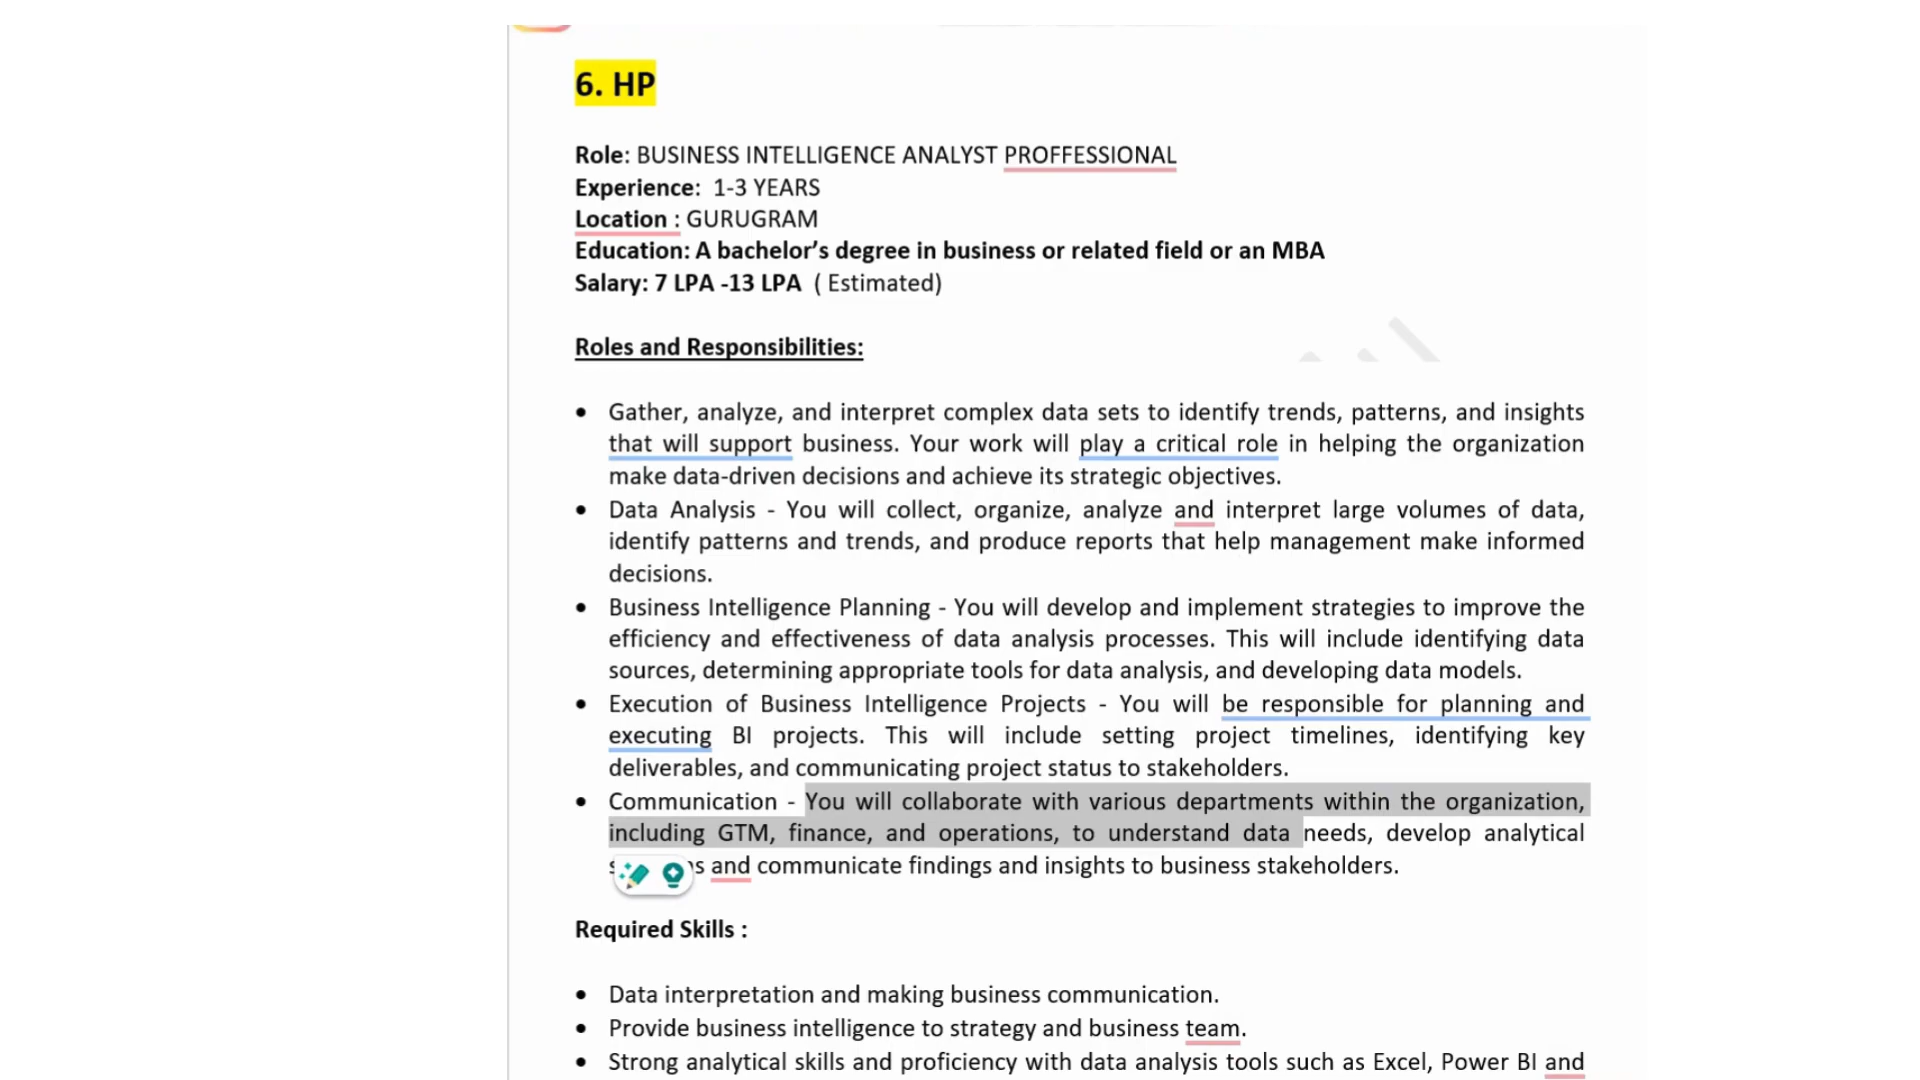 6. HP
Role: BUSINESS INTELLIGENCE ANALYST PROFFESSIONAL
Experience: 1-3 YEARS
Location : GURUGRAM
Education: A bachelor’s degree in business or related field or an MBA
Salary: 7 LPA -13 LPA ( Estimated)
Roles and Responsibilities:
• Gather, analyze, and interpret complex data sets to identify trends, patterns, and insights
that will support business. Your work will play a critical role in helping the organization
make data-driven decisions and achieve its strategic objectives.
• Data Analysis - You will collect, organize, analyze and interpret large volumes of data,
identify patterns and trends, and produce reports that help management make informed
decisions.
• Business Intelligence Planning - You will develop and implement strategies to improve the
efficiency and effectiveness of data analysis processes. This will include identifying data
sources, determining appropriate tools for data analysis, and developing data models.
• Execution of Business Intelligence Projects - You will be responsible for planning and
executing BI projects. This will include setting project timelines, identifying key
deliverables, and communicating project status to stakeholders.
• Communication - You will collaborate with various departments within the organization,
including GTM, finance, and operations, to understand data needs, develop analytical
and communicate findings and insights to business stakeholders.
Required Skills :
• Data interpretation and making business communication.
• Provide business intelligence to strategy and business team.
• Strong analytical skills and proficiency with data analysis tools such as Excel, Power BI and